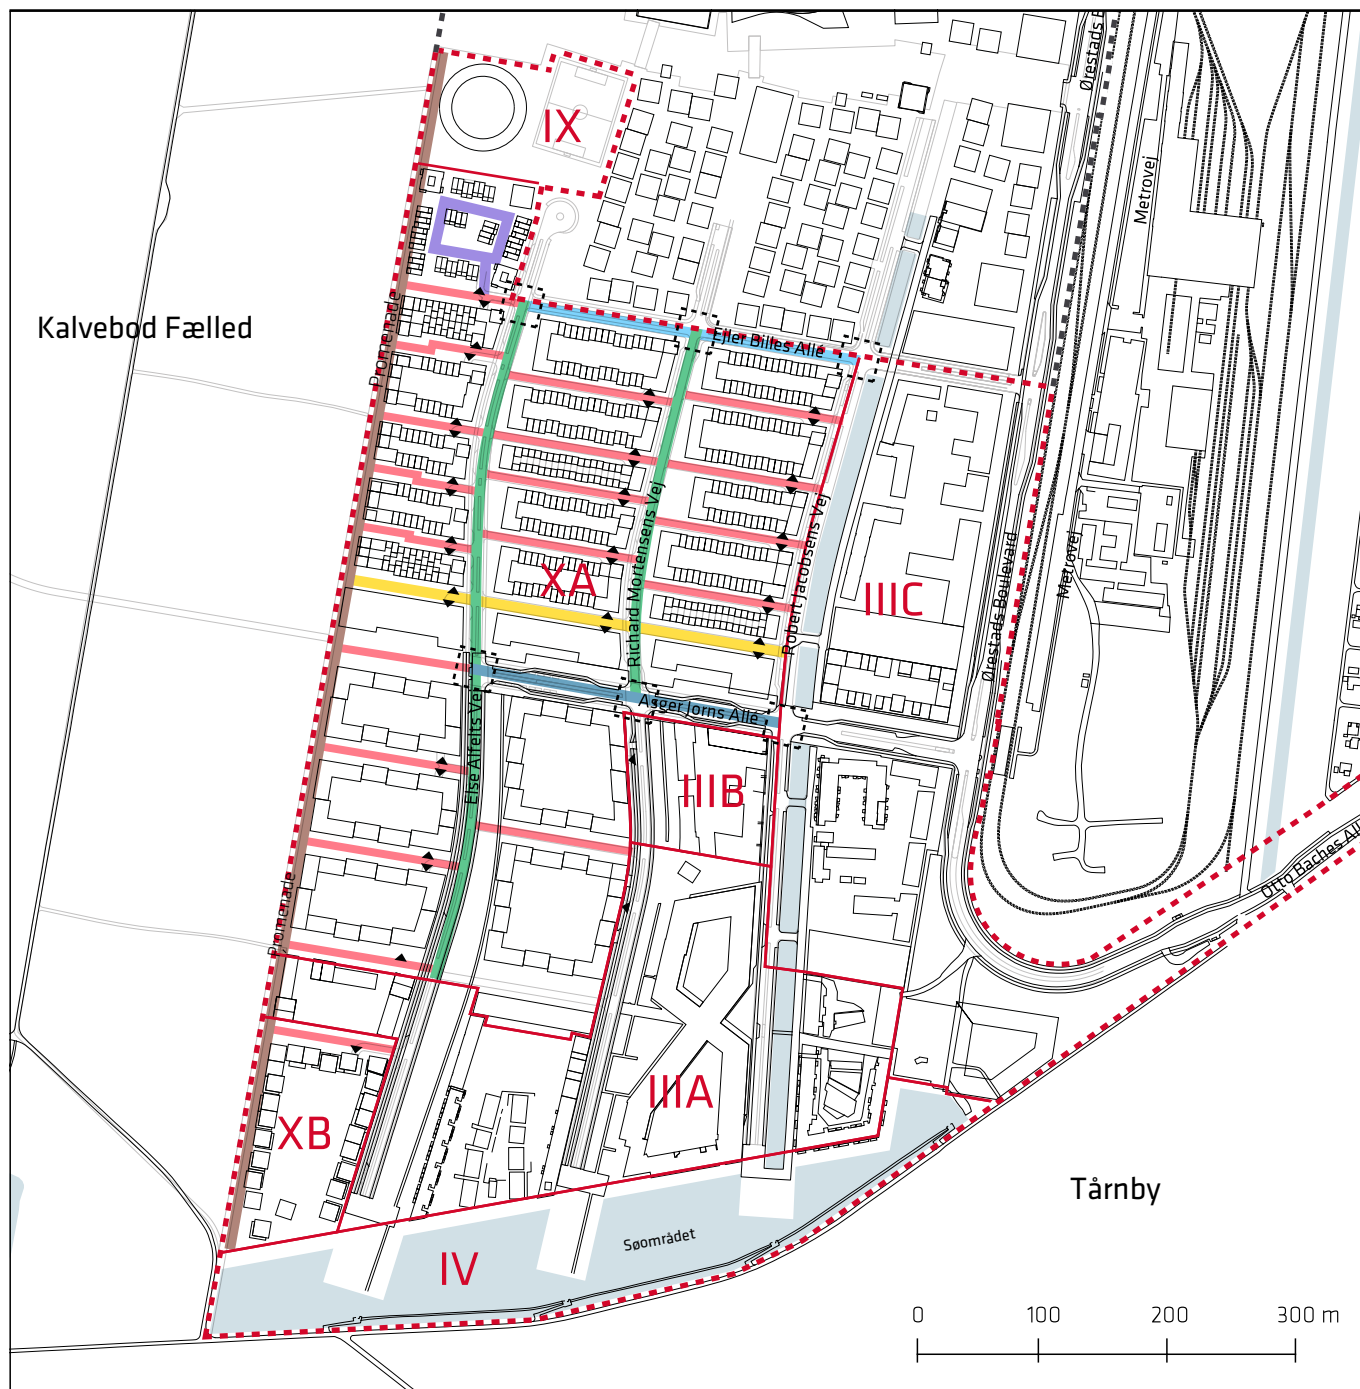 Ørestads B
IX
Metrovej
Kalvebod Fælled
Promenade
Ejler Billes Allé
XA
Richard Mortensens Vej
Robert Jacobsens Vej
IIIC
Ørestads Boulevard
Metrovej
Else Alfelts Vej
Asger Jorns Allé
IIIB
Otto Baches Allé
Promenade
IIIA
XB
Tårnby
Søområdet
IV
0 100 200 300 m